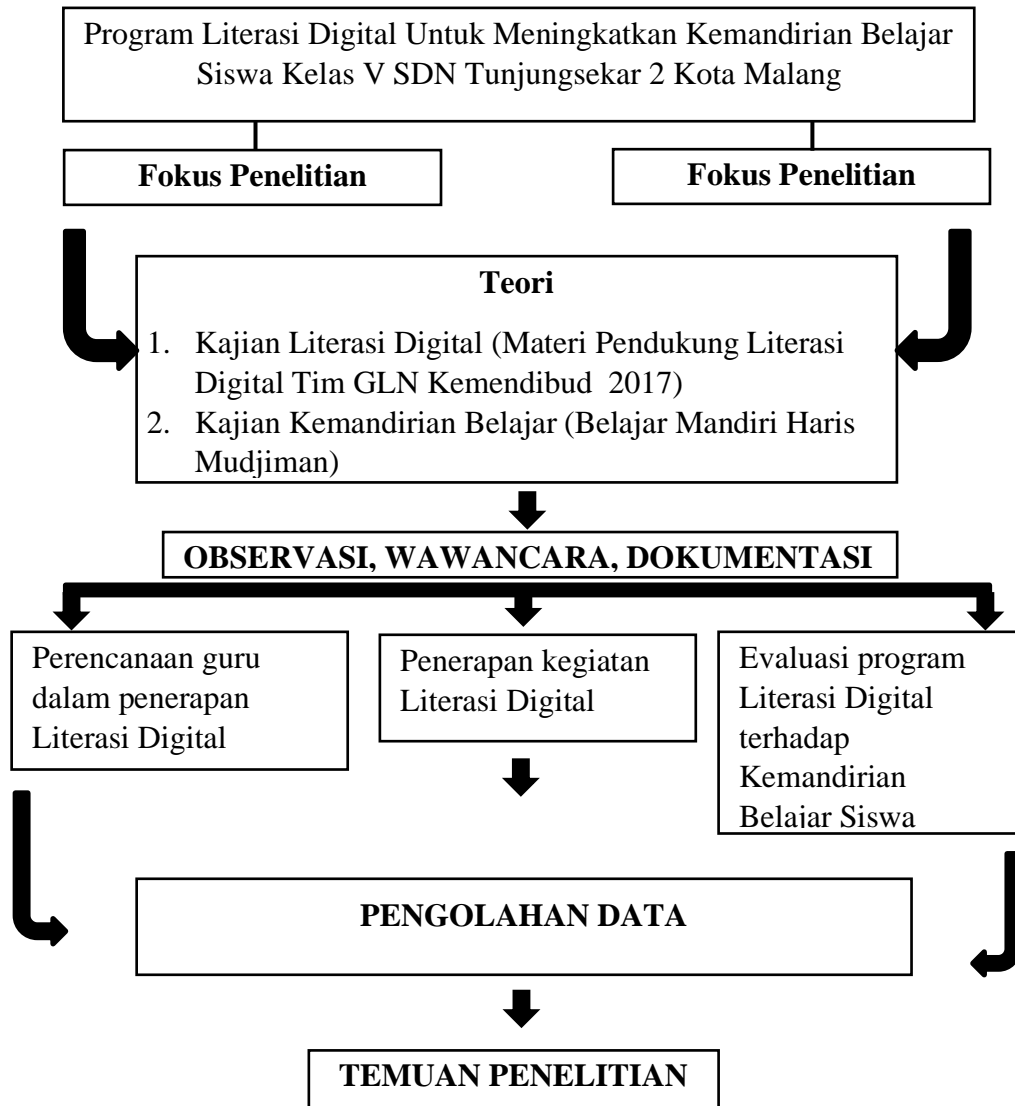 Program Literasi Digital Untuk Meningkatkan Kemandirian Belajar
Siswa Kelas V SDN Tunjungsekar 2 Kota Malang
Fokus Penelitian
Fokus Penelitian
Teori
1. Kajian Literasi Digital (Materi Pendukung Literasi
Digital Tim GLN Kemendibud 2017)
2. Kajian Kemandirian Belajar (Belajar Mandiri Haris
Mudjiman)
OBSERVASI, WAWANCARA, DOKUMENTASI
Perencanaan guru
dalam penerapan
Literasi Digital
Penerapan kegiatan
Literasi Digital
Evaluasi program
Literasi Digital
terhadap
Kemandirian
Belajar Siswa
PENGOLAHAN DATA
TEMUAN PENELITIAN